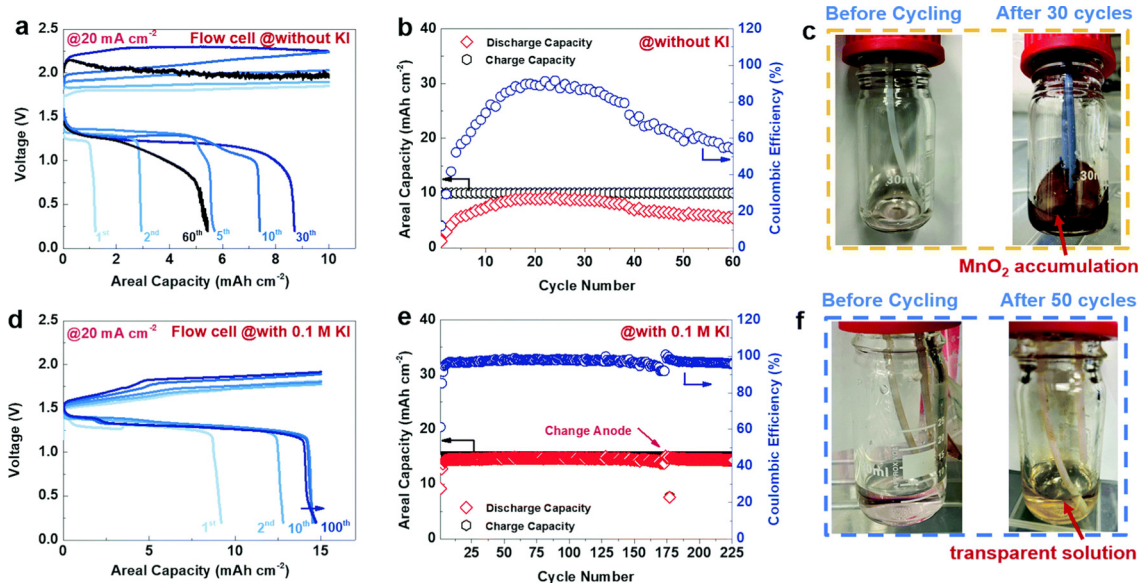 a
@20 mA cm⁻²
Flow cell @without KI
2.5
2.0
1.5
1.0
0.5
0.0
Voltage (V)
1ˢᵗ
2ⁿᵈ
60ᵗʰ
5ᵗʰ
10ᵗʰ
30ᵗʰ
0 2 4 6 8 10
Areal Capacity (mAh cm⁻²)
b
@without KI
Discharge Capacity
Charge Capacity
40
30
20
10
0
Areal Capacity (mAh cm⁻²)
120
100
80
60
40
20
0
Coulombic Efficiency (%)
10 20 30 40 50 60
Cycle Number
c
Before Cycling
After 30 cycles
30ml
30m
MnO₂ accumulation
d
@20 mA cm⁻²
Flow cell @with 0.1 M KI
2.5
2.0
1.5
1.0
2.5
0.0
Voltage (V)
1ˢᵗ
2ⁿᵈ
10ᵗʰ
100ᵗʰ
0 5 10 15
Areal Capacity (mAh cm⁻²)
e
@with 0.1 M KI
Change Anode
Discharge Capacity
Charge Capacity
40
30
20
10
0
Areal Capacity (mAh cm⁻²)
120
100
80
60
40
20
0
Coulombic Efficiency (%)
25 50 75 100 125 150 175 200 225
Cycle Number
f
Before Cycling
After 50 cycles
transparent solution